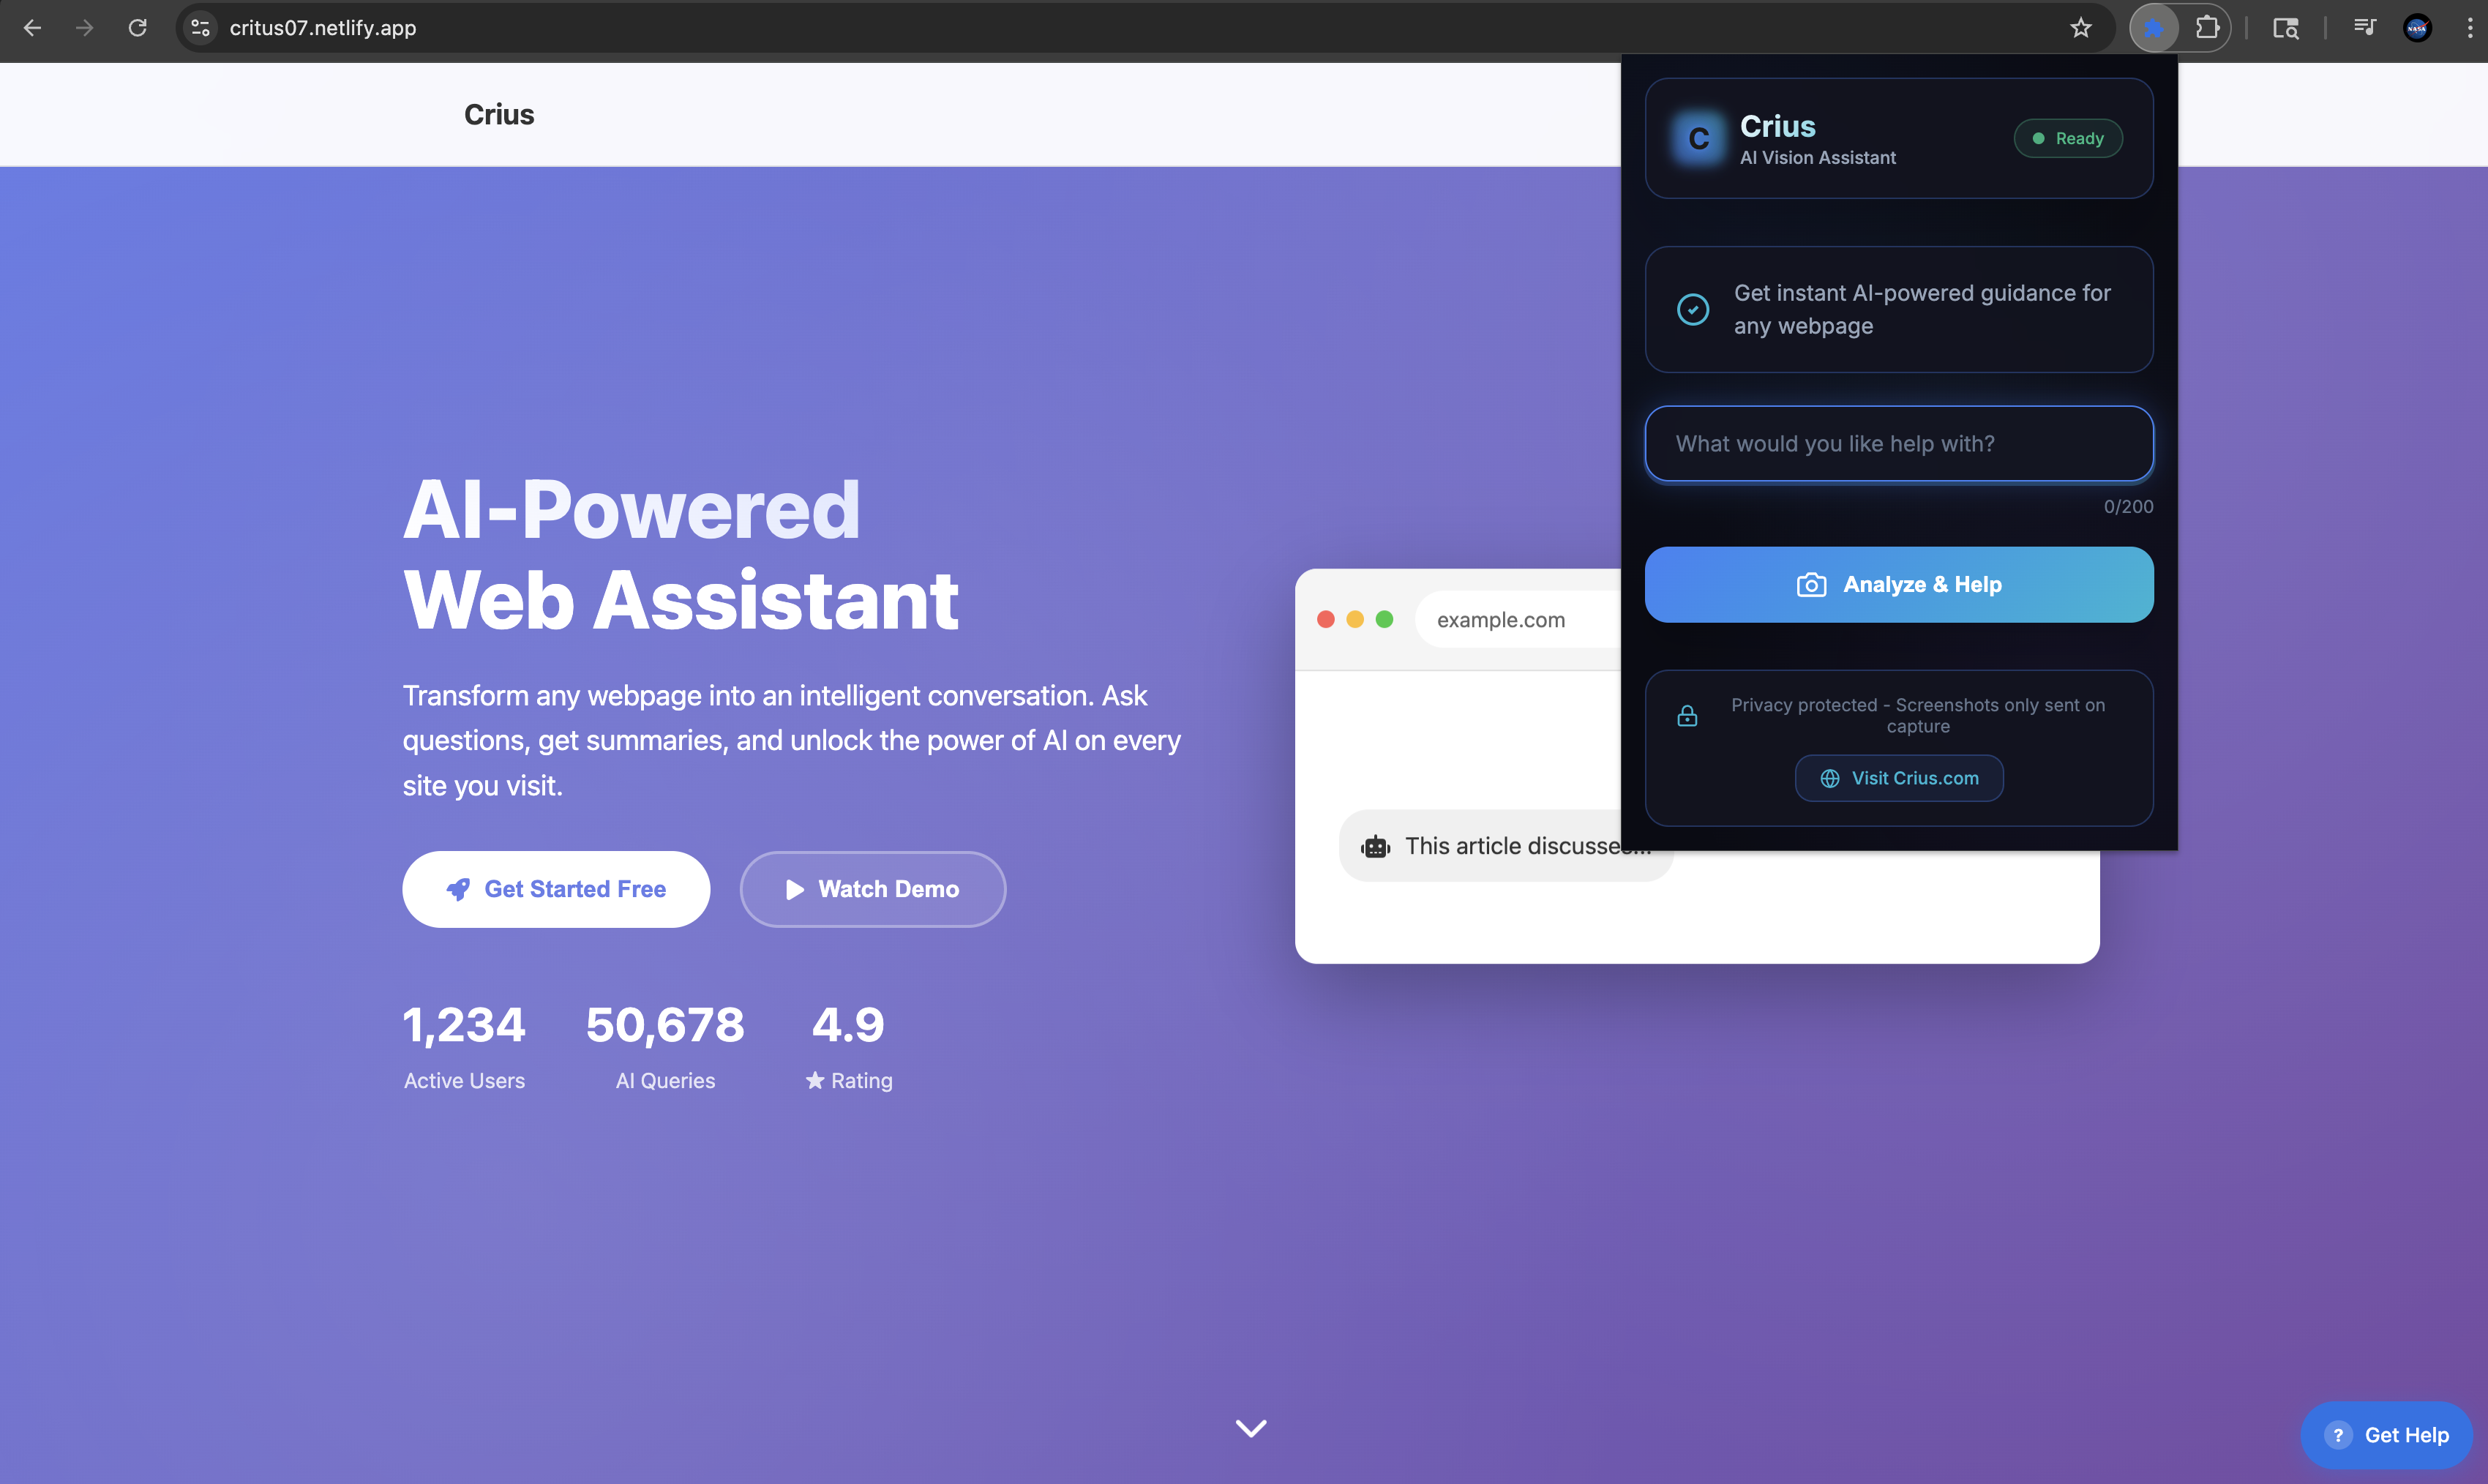 critus07.netlify.app
NASA
Crius
C
Crius
AI Vision Assistant
Ready
Get instant AI-powered guidance for
any webpage
What would you like help with?
0/200
Analyze & Help
Privacy protected - Screenshots only sent on
capture
Visit Crius.com
AI-Powered
Web Assistant
Transform any webpage into an intelligent conversation. Ask
questions, get summaries, and unlock the power of AI on every
site you visit.
Get Started Free
Watch Demo
1,234
Active Users
50,678
AI Queries
4.9
★ Rating
example.com
This article discusses...
? Get Help